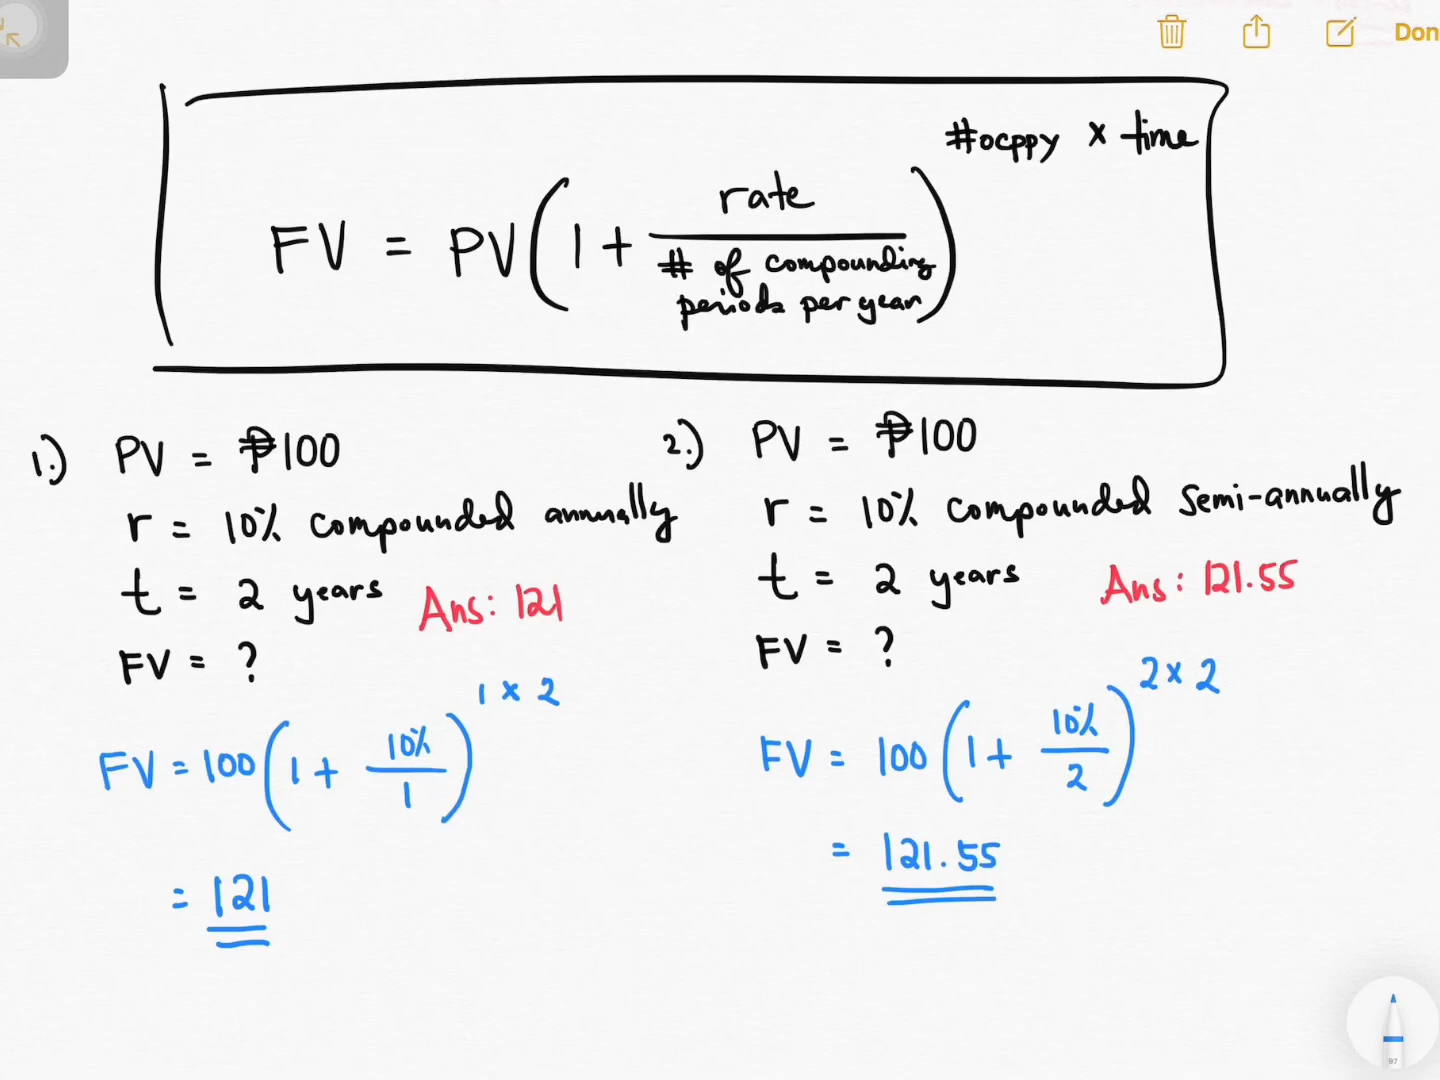 Don
#ocppy × time
FV = PV(1 + rate / # of compounding periods per year)
1.) PV = ₱100
r = 10% compounded annually
t = 2 years
Ans: 121
FV = ?
FV = 100(1 + 10%/1)^1 × 2
= 121
2.) PV = ₱100
r = 10% compounded semi-annually
t = 2 years
Ans: 121.55
FV = ?
FV = 100(1 + 10%/2)^2 × 2
= 121.55
97